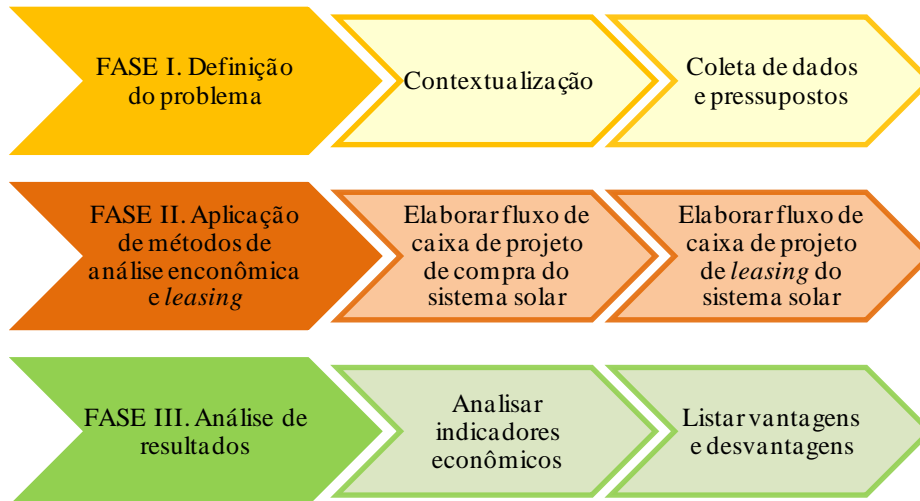 FASE I. Definição
do problema
Contextualização
Coleta de dados
e pressupostos
FASE II. Aplicação
de métodos de
análise enconômica
e leasing
Elaborar fluxo de
caixa de projeto
de compra do
sistema solar
Elaborar fluxo de
caixa de projeto
de leasing do
sistema solar
FASE III. Análise de
resultados
Analisar
indicadores
econômicos
Listar vantagens
e desvantagens